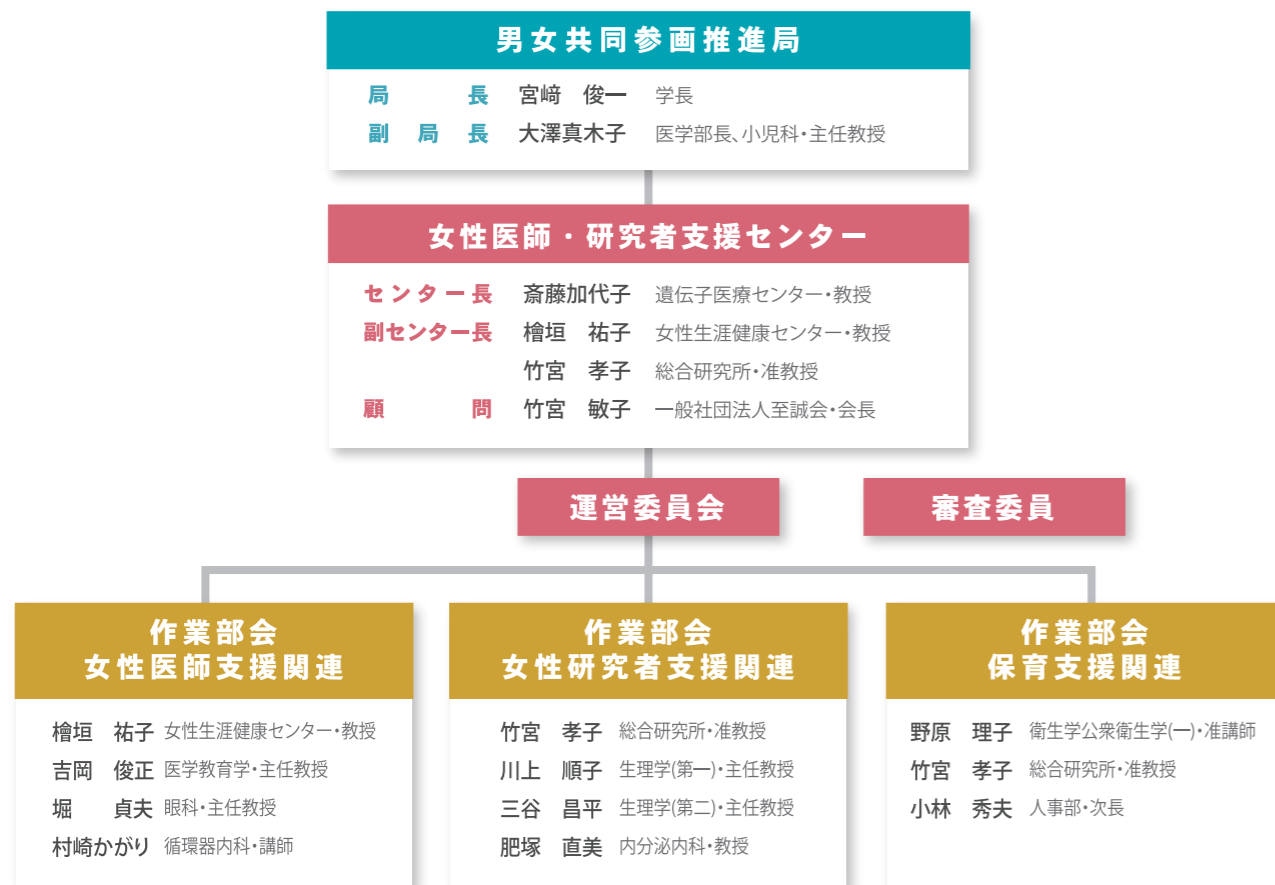 男女共同参画推進局
局長 宮﨑 俊一 学長
副局長 大澤真木子 医学部長、小児科・主任教授
女性医師・研究者支援センター
センター長 斎藤加代子 遺伝子医療センター・教授
副センター長 檜垣 祐子 女性生涯健康センター・教授
竹宮 孝子 総合研究所・准教授
顧問 竹宮 敏子 一般社団法人至誠会・会長
運営委員会
審査委員
作業部会
女性医師支援関連
檜垣 祐子 女性生涯健康センター・教授
吉岡 俊正 医学教育学・主任教授
堀 貞夫 眼科・主任教授
村崎かがり 循環器内科・講師
作業部会
女性研究者支援関連
竹宮 孝子 総合研究所・准教授
川上 順子 生理学(第一)・主任教授
三谷 昌平 生理学(第二)・主任教授
肥塚 直美 内分泌内科・教授
作業部会
保育支援関連
野原 理子 衛生学公衆衛生学(一)・准講師
竹宮 孝子 総合研究所・准教授
小林 秀夫 人事部・次長